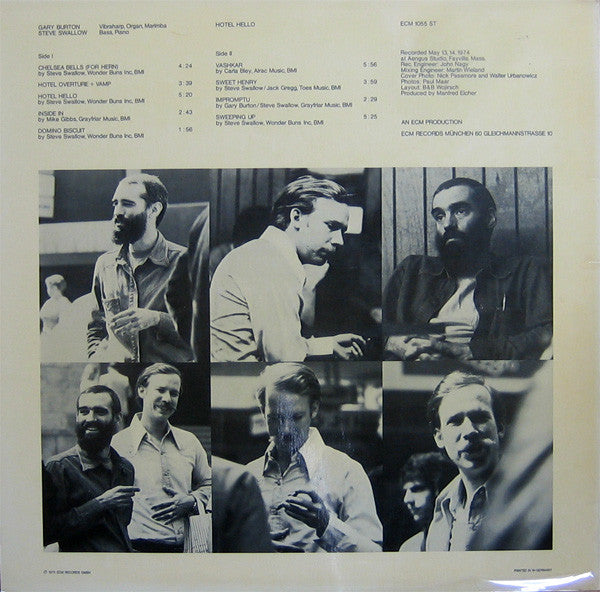 GARY BURTON Vibraharp, Organ, Marimba
STEVE SWALLOW Bass, Piano
HOTEL HELLO
ECM 1055 ST
Side I
CHELSEA BELLS (FOR HERN) 4:24
by Steve Swallow, Wonder Buns Inc, BMI
HOTEL OVERTURE + VAMP 3:39
HOTEL HELLO 5:20
by Steve Swallow, Wonder Buns Inc, BMI
INSIDE IN 2:43
by Mike Gibbs, Grayfriar Music, BMI
DOMINO BISCUIT 1:56
by Steve Swallow, Wonder Buns Inc, BMI
Side II
VASHKAR 5:56
by Carla Bley, Alrac Music, BMI
SWEET HENRY 3:59
by Steve Swallow/Jack Gregg, Toes Music, BMI
IMPROMPTU 2:29
by Gary Burton/Steve Swallow, Grayfriar Music, BMI
SWEEPING UP 5:25
by Steve Swallow, Wonder Buns Inc, BMI
Recorded May 13, 14, 1974
at Aengus Studio, Fayville, Mass.
Rec. Engineer: John Nagy
Mixing Engineer: Martin Wieland
Cover Photo: Nick Passmore and Walter Urbanowicz
Photos: Paul Maar
Layout: B&B Wojirsch
Produced by Manfred Eicher
AN ECM PRODUCTION
ECM RECORDS MÜNCHEN 60 GLEICHMANNSTRASSE 10
℗ 1975 ECM RECORDS GMBH
PRINTED IN W-GERMANY